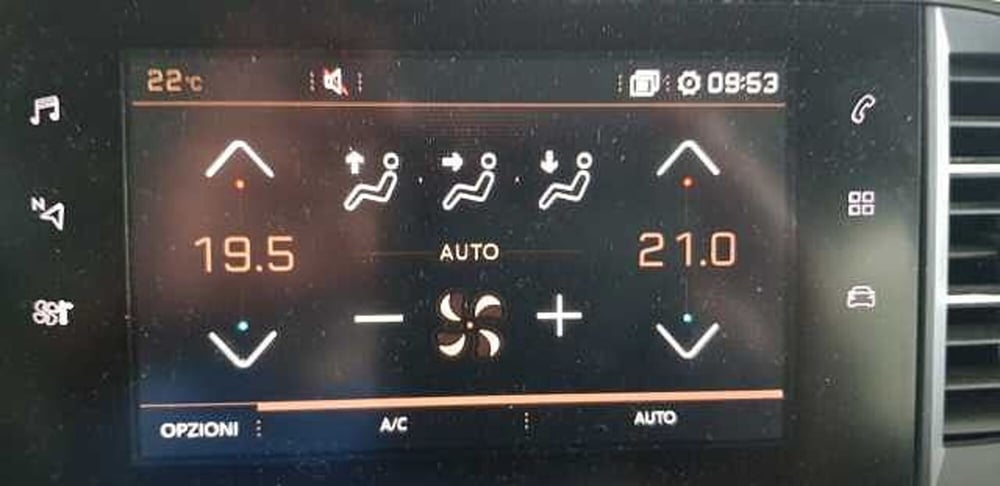 22°C 09:53
19.5 21.0
AUTO
OPZIONI A/C AUTO
N